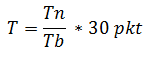 T = Tn/Tb * 30 pkt